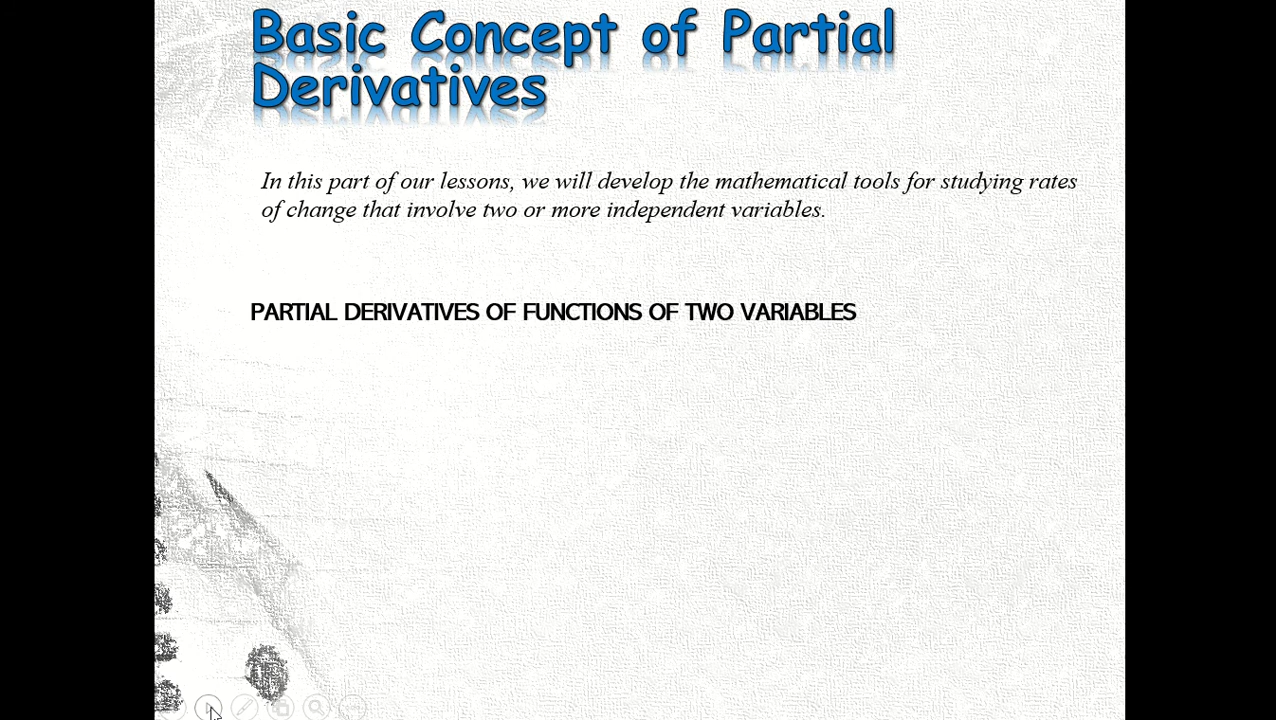 Basic Concept of Partial
Derivatives
In this part of our lessons, we will develop the mathematical tools for studying rates
of change that involve two or more independent variables.
PARTIAL DERIVATIVES OF FUNCTIONS OF TWO VARIABLES